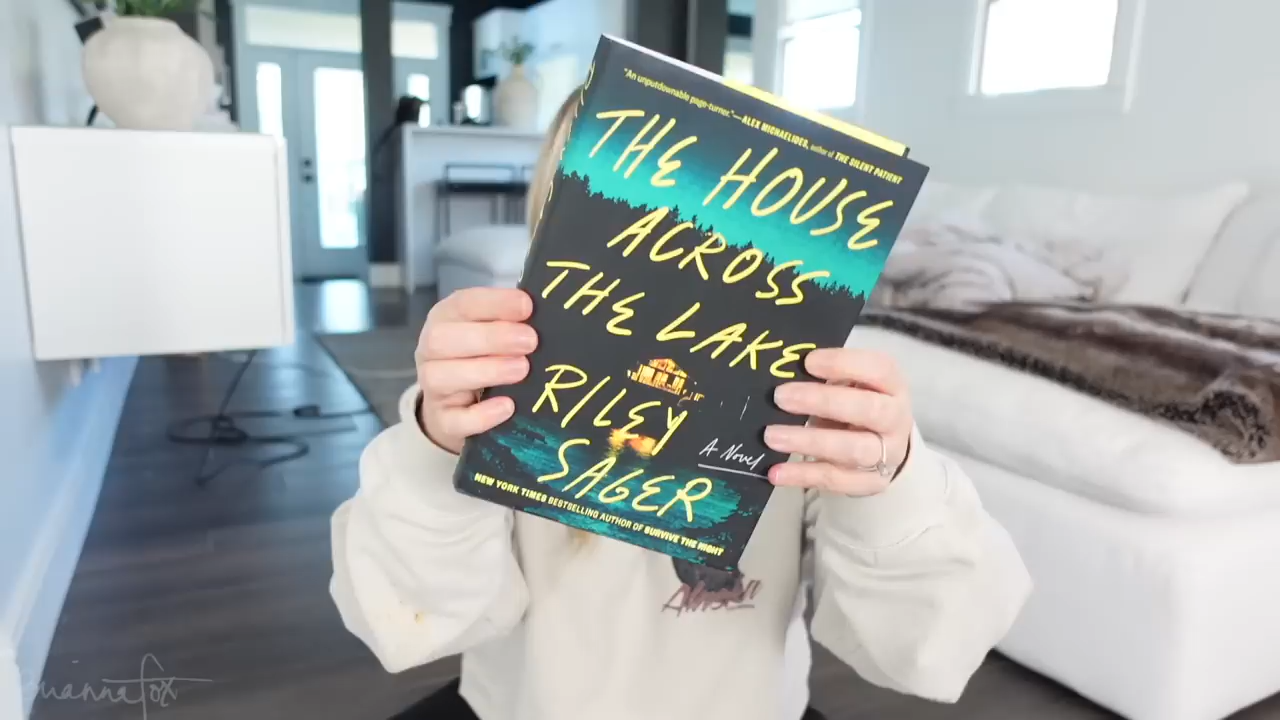 "An unputdownable page-turner."—ALEX MICHAELIDES, author of THE SILENT PATIENT
THE HOUSE
ACROSS
THE LAKE
RILEY
SAGER
A Novel
NEW YORK TIMES BESTSELLING AUTHOR OF SURVIVE THE NIGHT